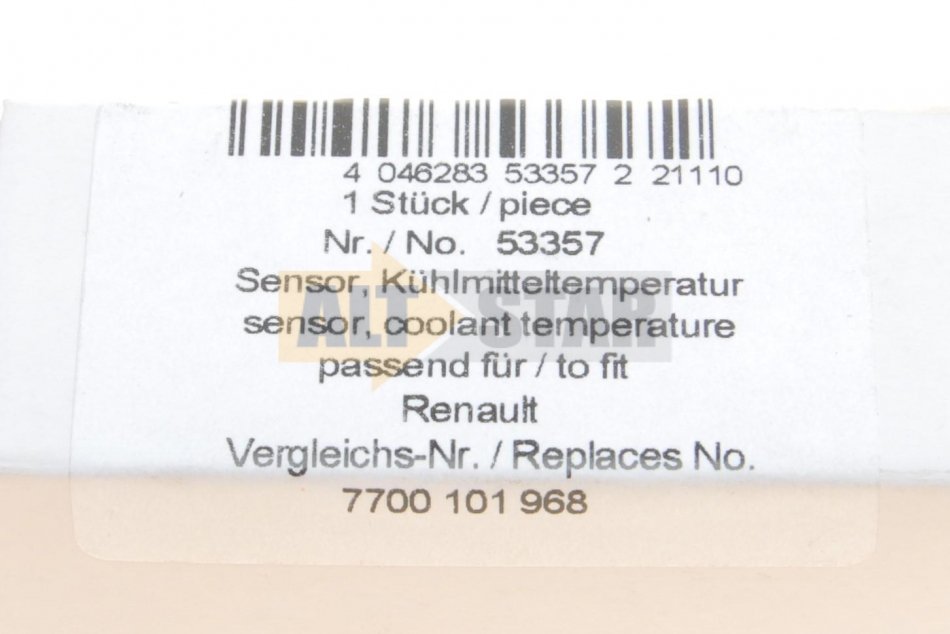 4 046283 53357 2 21110
1 Stück / piece
Nr. / No. 53357
Sensor, Kühlmitteltemperatur
sensor, coolant temperature
ALT STAR
passend für / to fit
Renault
Vergleichs-Nr. / Replaces No.
7700 101 968